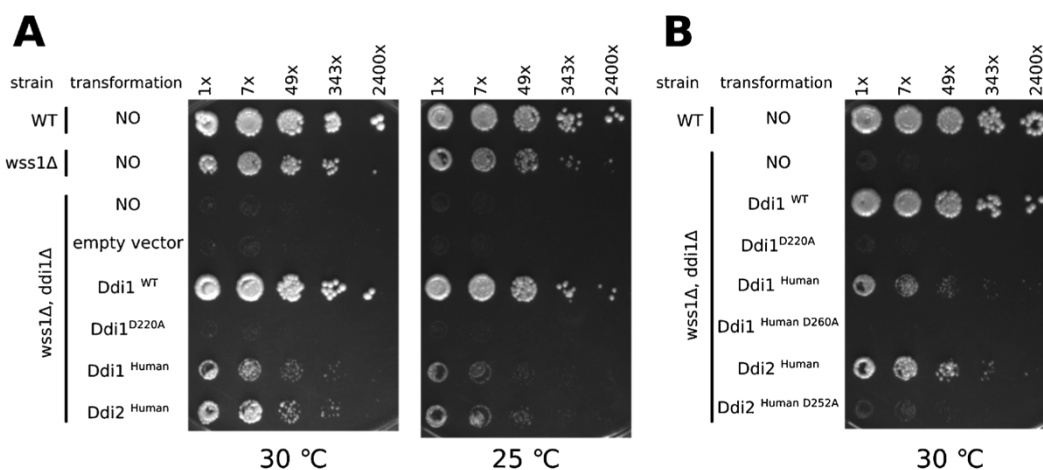 A
strain transformation 1x 7x 49x 343x 2400x 1x 7x 49x 343x 2400x
WT NO
wss1Δ NO
wss1Δ, ddi1Δ
NO
empty vector
Ddi1 WT
Ddi1 D220A
Ddi1 Human
Ddi2 Human
30 °C 25 °C
B
strain transformation 1x 7x 49x 343x 2400x
WT NO
wss1Δ, ddi1Δ
NO
Ddi1 WT
Ddi1 D220A
Ddi1 Human
Ddi1 Human D260A
Ddi2 Human
Ddi2 Human D252A
30 °C